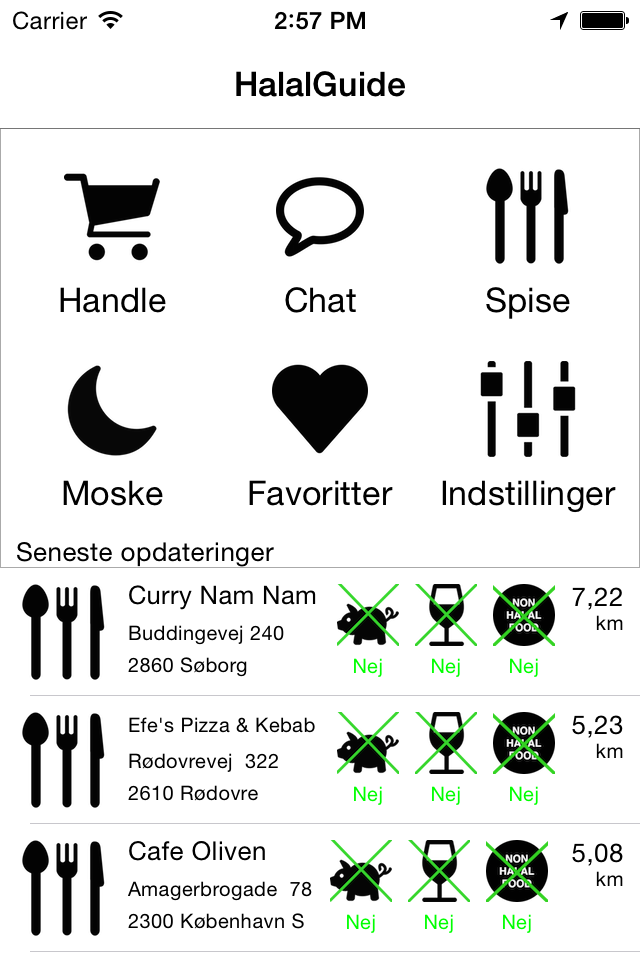 Carrier 2:57 PM
HalalGuide
Handle Chat Spise
Moske Favoritter Indstillinger
Seneste opdateringer
Curry Nam Nam 7,22
NON
HALAL
FOOD
Buddingevej 240 km
2860 Søborg Nej Nej Nej
Efe's Pizza & Kebab 5,23
NON
HALAL
FOOD
Rødovrevej 322 km
2610 Rødovre Nej Nej Nej
Cafe Oliven 5,08
NON
HALAL
FOOD
Amagerbrogade 78 km
2300 København S Nej Nej Nej